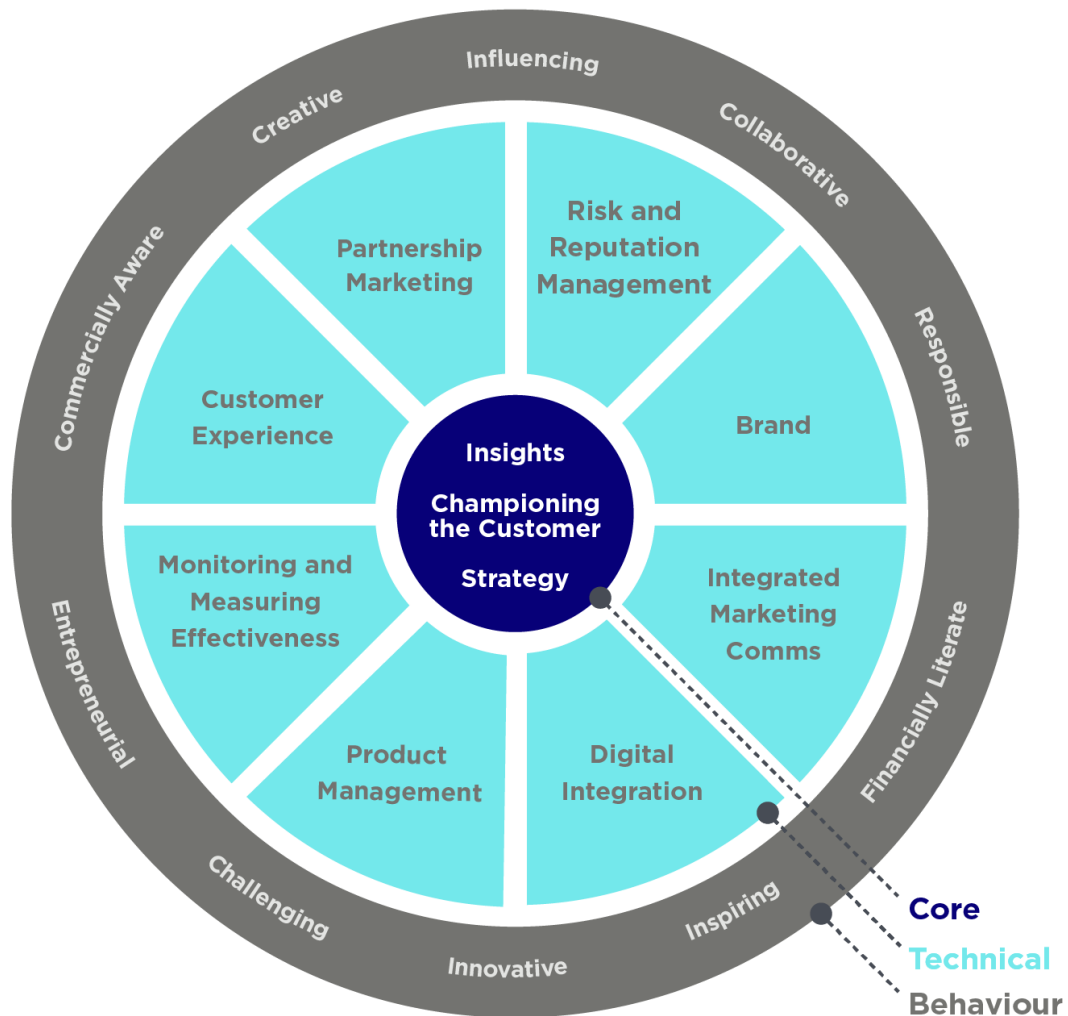 Influencing
Collaborative
Responsible
Financially Literate
Inspiring
Innovative
Challenging
Entrepreneurial
Commercially Aware
Creative
Partnership
Marketing
Risk and
Reputation
Management
Brand
Integrated
Marketing
Comms
Digital
Integration
Product
Management
Monitoring and
Measuring
Effectiveness
Customer
Experience
Insights
Championing
the Customer
Strategy
Core
Technical
Behaviour